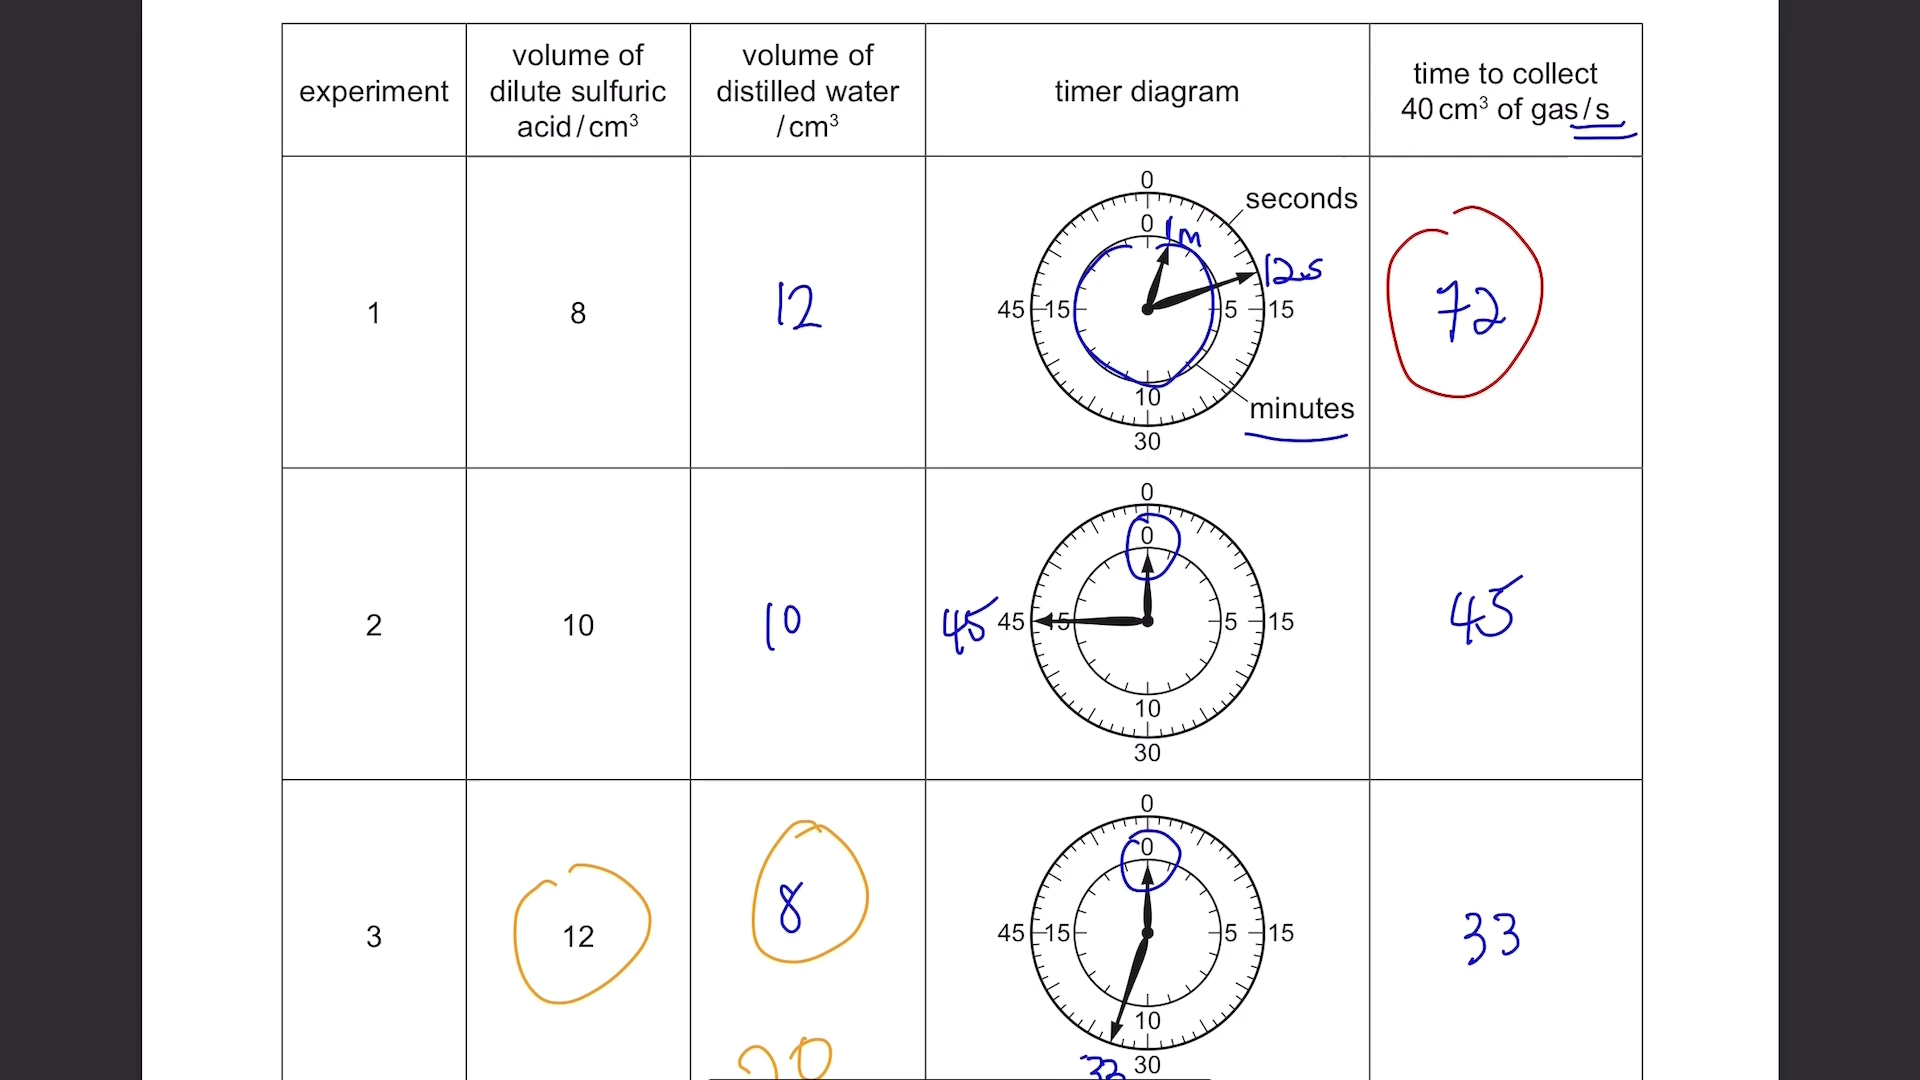 experiment
volume of
dilute sulfuric
acid / cm³
volume of
distilled water
/ cm³
timer diagram
time to collect
40 cm³ of gas / s
1
8
12
0
seconds
0
1m
12s
45
15
5
15
10
minutes
30
72
2
10
10
0
0
45
45
15
5
15
10
30
45
3
12
8
20
0
0
45
15
5
15
10
33
30
33